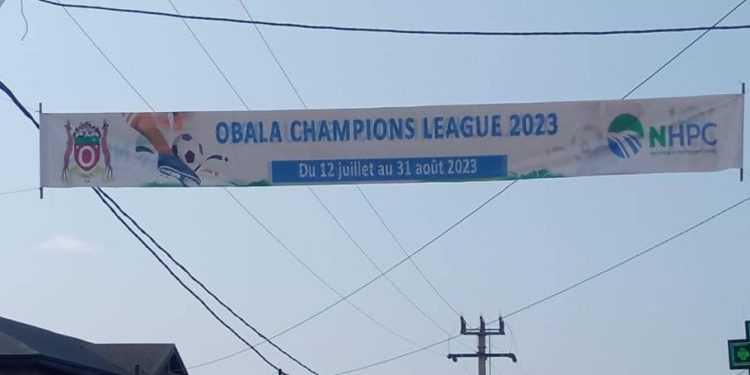 OBALA CHAMPIONS LEAGUE 2023
Du 12 juillet au 31 août 2023
NHPC